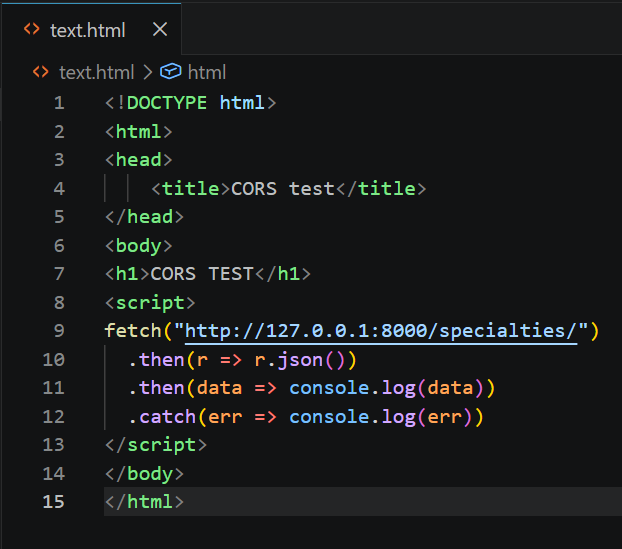 text.html
text.html > html
1 <!DOCTYPE html>
2 <html>
3 <head>
4     <title>CORS test</title>
5 </head>
6 <body>
7 <h1>CORS TEST</h1>
8 <script>
9 fetch("http://127.0.0.1:8000/specialties/")
10   .then(r => r.json())
11   .then(data => console.log(data))
12   .catch(err => console.log(err))
13 </script>
14 </body>
15 </html>